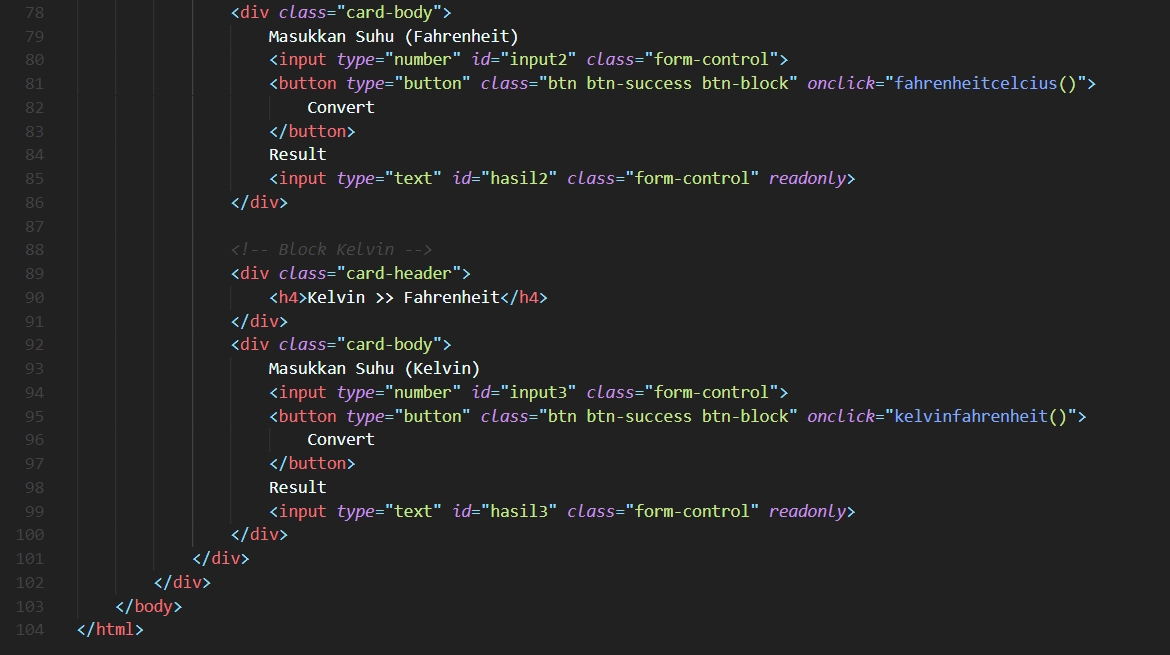 78 <div class="card-body">
79 Masukkan Suhu (Fahrenheit)
80 <input type="number" id="input2" class="form-control">
81 <button type="button" class="btn btn-success btn-block" onclick="fahrenheitcelcius()">
82 Convert
83 </button>
84 Result
85 <input type="text" id="hasil2" class="form-control" readonly>
86 </div>
87
88 <!-- Block Kelvin -->
89 <div class="card-header">
90 <h4>Kelvin >> Fahrenheit</h4>
91 </div>
92 <div class="card-body">
93 Masukkan Suhu (Kelvin)
94 <input type="number" id="input3" class="form-control">
95 <button type="button" class="btn btn-success btn-block" onclick="kelvinfahrenheit()">
96 Convert
97 </button>
98 Result
99 <input type="text" id="hasil3" class="form-control" readonly>
100 </div>
101 </div>
102 </div>
103 </body>
104 </html>